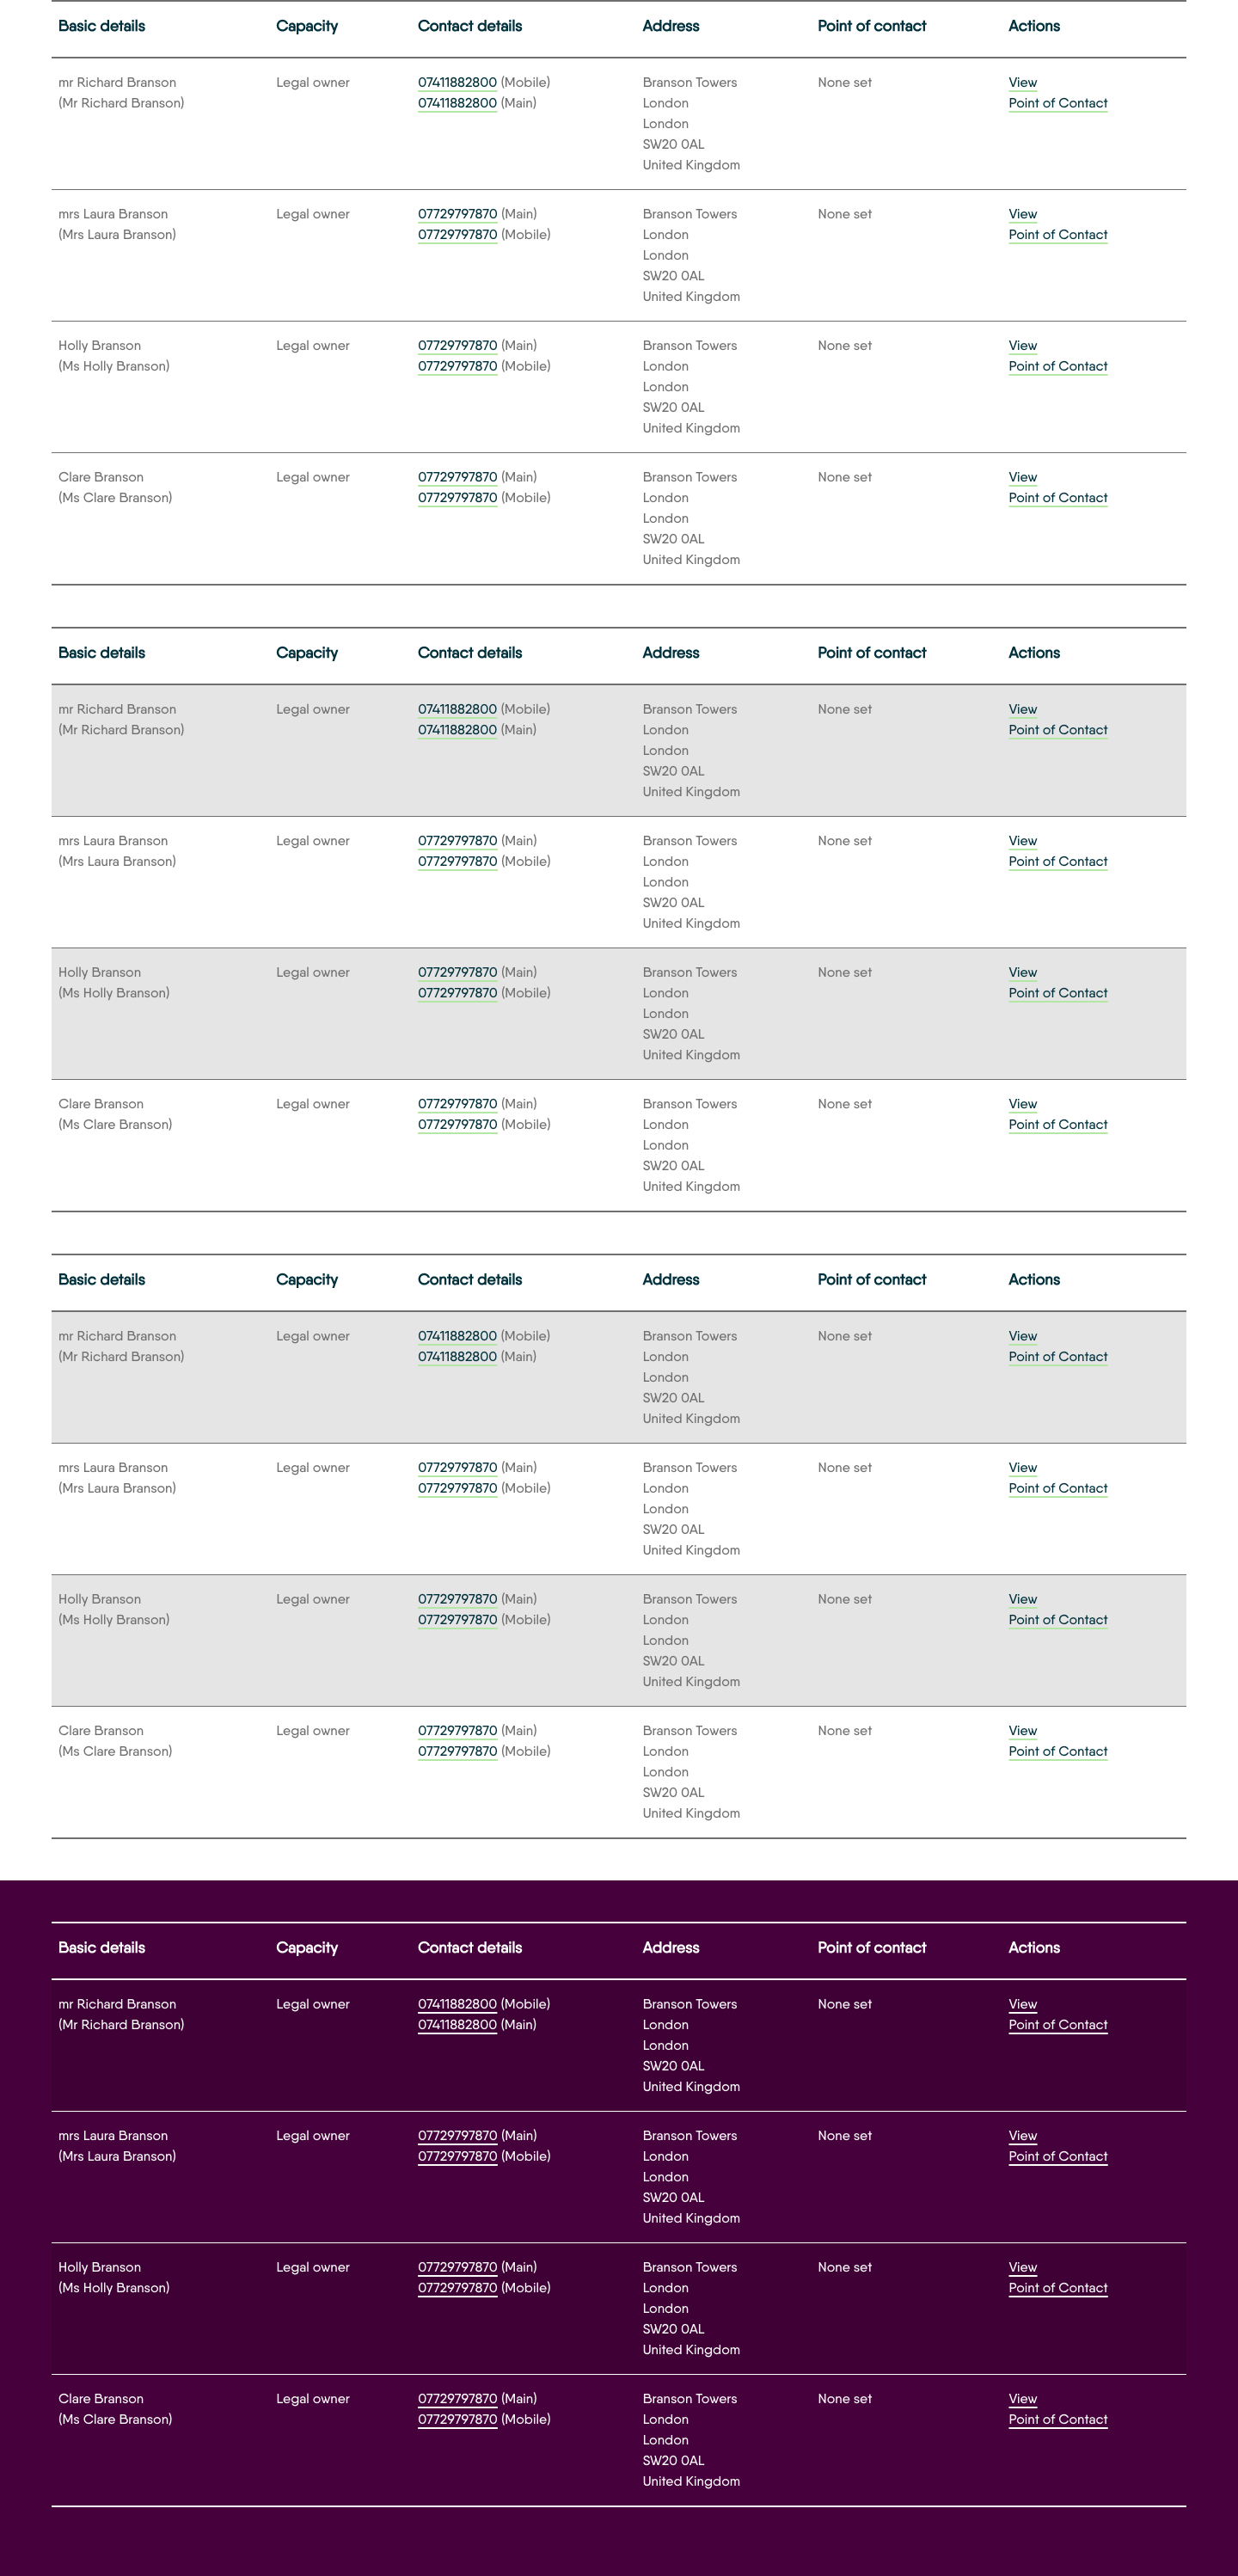 Basic details Capacity Contact details Address Point of contact Actions
mr Richard Branson Legal owner 07411882800 (Mobile) Branson Towers None set View
(Mr Richard Branson) 07411882800 (Main) London Point of Contact
London
SW20 0AL
United Kingdom
mrs Laura Branson Legal owner 07729797870 (Main) Branson Towers None set View
(Mrs Laura Branson) 07729797870 (Mobile) London Point of Contact
London
SW20 0AL
United Kingdom
Holly Branson Legal owner 07729797870 (Main) Branson Towers None set View
(Ms Holly Branson) 07729797870 (Mobile) London Point of Contact
London
SW20 0AL
United Kingdom
Clare Branson Legal owner 07729797870 (Main) Branson Towers None set View
(Ms Clare Branson) 07729797870 (Mobile) London Point of Contact
London
SW20 0AL
United Kingdom
Basic details Capacity Contact details Address Point of contact Actions
mr Richard Branson Legal owner 07411882800 (Mobile) Branson Towers None set View
(Mr Richard Branson) 07411882800 (Main) London Point of Contact
London
SW20 0AL
United Kingdom
mrs Laura Branson Legal owner 07729797870 (Main) Branson Towers None set View
(Mrs Laura Branson) 07729797870 (Mobile) London Point of Contact
London
SW20 0AL
United Kingdom
Holly Branson Legal owner 07729797870 (Main) Branson Towers None set View
(Ms Holly Branson) 07729797870 (Mobile) London Point of Contact
London
SW20 0AL
United Kingdom
Clare Branson Legal owner 07729797870 (Main) Branson Towers None set View
(Ms Clare Branson) 07729797870 (Mobile) London Point of Contact
London
SW20 0AL
United Kingdom
Basic details Capacity Contact details Address Point of contact Actions
mr Richard Branson Legal owner 07411882800 (Mobile) Branson Towers None set View
(Mr Richard Branson) 07411882800 (Main) London Point of Contact
London
SW20 0AL
United Kingdom
mrs Laura Branson Legal owner 07729797870 (Main) Branson Towers None set View
(Mrs Laura Branson) 07729797870 (Mobile) London Point of Contact
London
SW20 0AL
United Kingdom
Holly Branson Legal owner 07729797870 (Main) Branson Towers None set View
(Ms Holly Branson) 07729797870 (Mobile) London Point of Contact
London
SW20 0AL
United Kingdom
Clare Branson Legal owner 07729797870 (Main) Branson Towers None set View
(Ms Clare Branson) 07729797870 (Mobile) London Point of Contact
London
SW20 0AL
United Kingdom
Basic details Capacity Contact details Address Point of contact Actions
mr Richard Branson Legal owner 07411882800 (Mobile) Branson Towers None set View
(Mr Richard Branson) 07411882800 (Main) London Point of Contact
London
SW20 0AL
United Kingdom
mrs Laura Branson Legal owner 07729797870 (Main) Branson Towers None set View
(Mrs Laura Branson) 07729797870 (Mobile) London Point of Contact
London
SW20 0AL
United Kingdom
Holly Branson Legal owner 07729797870 (Main) Branson Towers None set View
(Ms Holly Branson) 07729797870 (Mobile) London Point of Contact
London
SW20 0AL
United Kingdom
Clare Branson Legal owner 07729797870 (Main) Branson Towers None set View
(Ms Clare Branson) 07729797870 (Mobile) London Point of Contact
London
SW20 0AL
United Kingdom